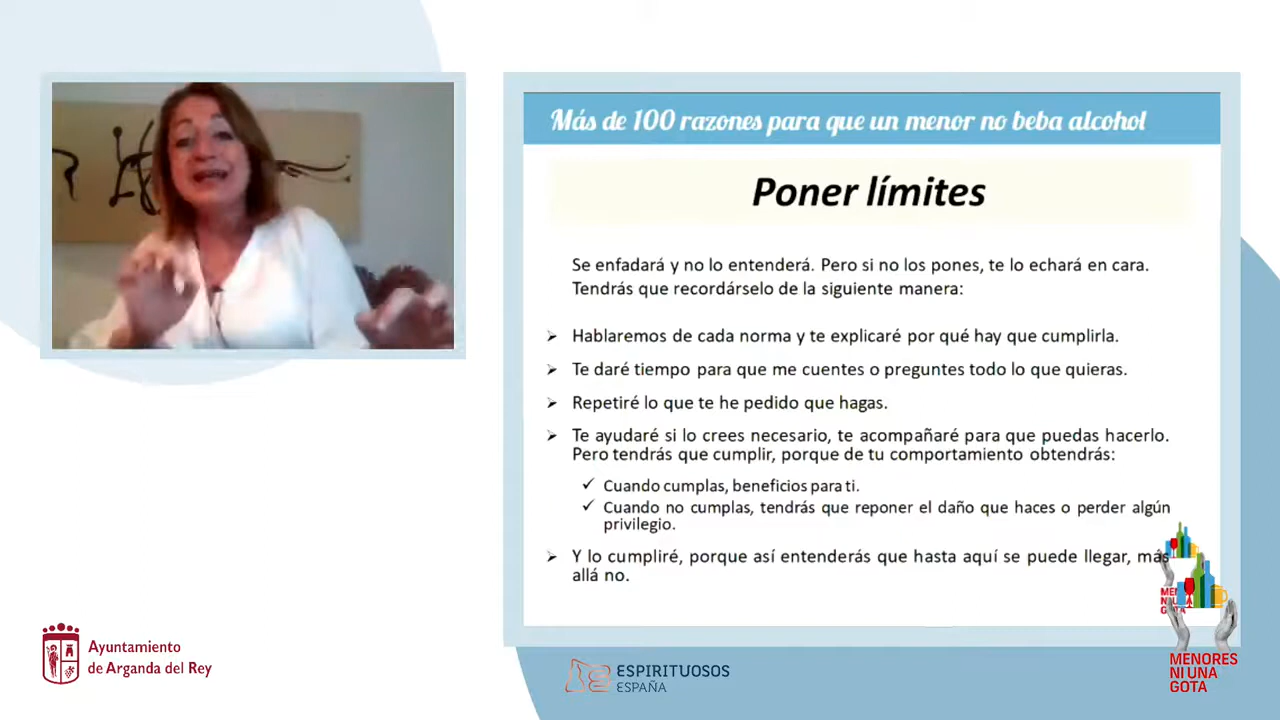 Más de 100 razones para que un menor no beba alcohol
Poner límites
Se enfadará y no lo entenderá. Pero si no los pones, te lo echará en cara.
Tendrás que recordárselo de la siguiente manera:
➢ Hablaremos de cada norma y te explicaré por qué hay que cumplirla.
➢ Te daré tiempo para que me cuentes o preguntes todo lo que quieras.
➢ Repetiré lo que te he pedido que hagas.
➢ Te ayudaré si lo crees necesario, te acompañaré para que puedas hacerlo.
Pero tendrás que cumplir, porque de tu comportamiento obtendrás:
✓ Cuando cumplas, beneficios para ti.
✓ Cuando no cumplas, tendrás que reponer el daño que haces o perder algún
privilegio.
➢ Y lo cumpliré, porque así entenderás que hasta aquí se puede llegar, más
allá no.
Ayuntamiento
de Arganda del Rey
ESPIRITUOSOS
ESPAÑA
MENORES
NI UNA
GOTA